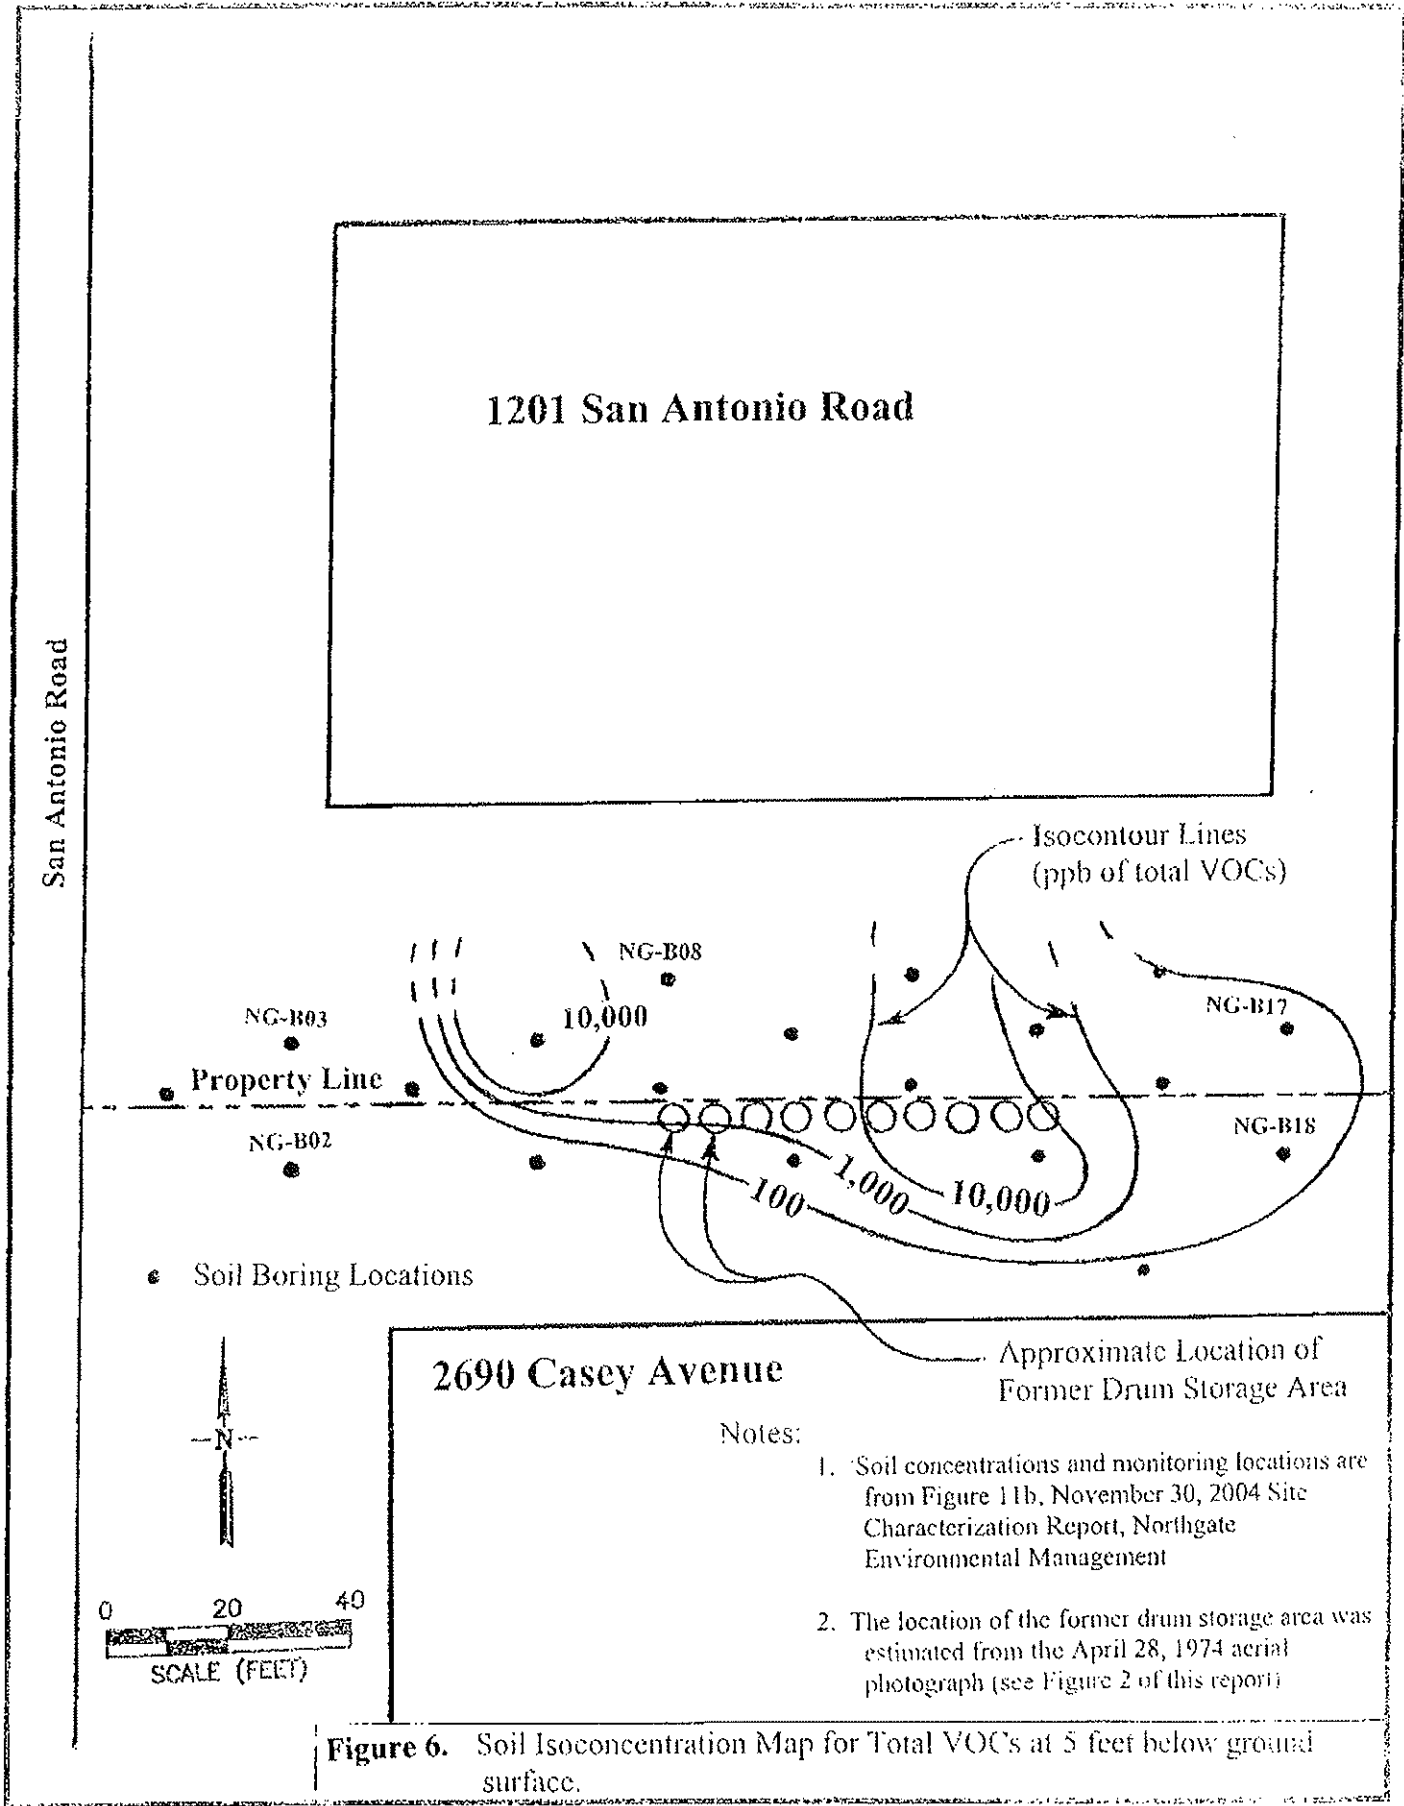 1201 San Antonio Road
San Antonio Road
Isocontour Lines
(ppb of total VOCs)
NG-B08
NG-B03
10,000
NG-B17
Property Line
NG-B02
NG-B18
1,000
10,000
100
Soil Boring Locations
2690 Casey Avenue
Approximate Location of
Former Drum Storage Area
N
Notes:
1. Soil concentrations and monitoring locations are
from Figure 11b, November 30, 2004 Site
Characterization Report, Northgate
Environmental Management
2. The location of the former drum storage area was
estimated from the April 28, 1974 aerial
photograph (see Figure 2 of this report)
0 20 40
SCALE (FEET)
Figure 6. Soil Isoconcentration Map for Total VOCs at 5 feet below ground
surface.